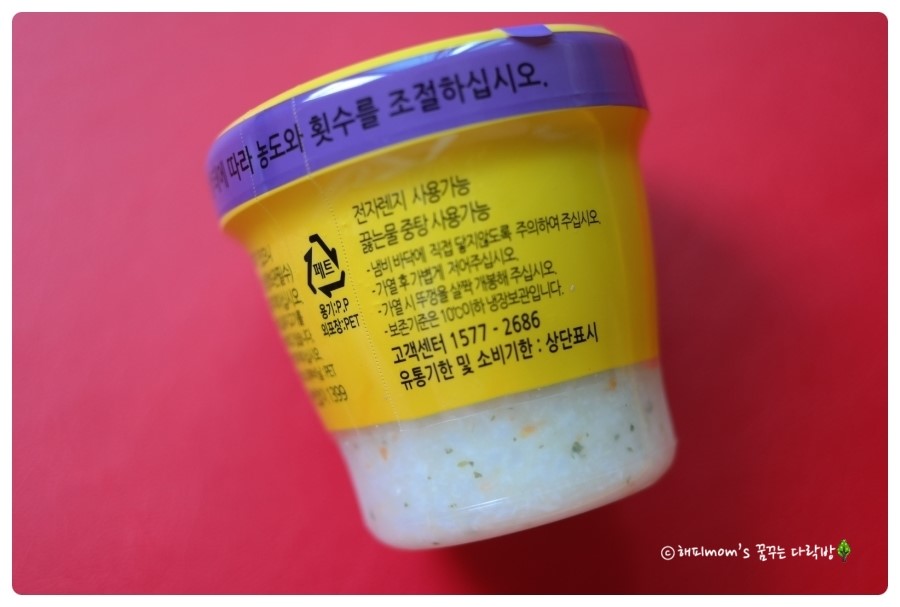 따라 농도와 횟수를 조절하십시오.
전자렌지 사용가능
끓는물 중탕 사용가능
-냄비 바닥에 직접 닿지않도록 주의하여 주십시오.
-가열 후 가볍게 저어주십시오.
-가열 시 뚜껑을 살짝 개봉해 주십시오
-보존기준은 10℃이하 냉장보관입니다.
고객센터 1577-2686
유통기한 및 소비기한 : 상단표시
페트
용기:P.P
외포장:PET
PET
1399
ⓒ해피mom's 꿈꾸는 다락방